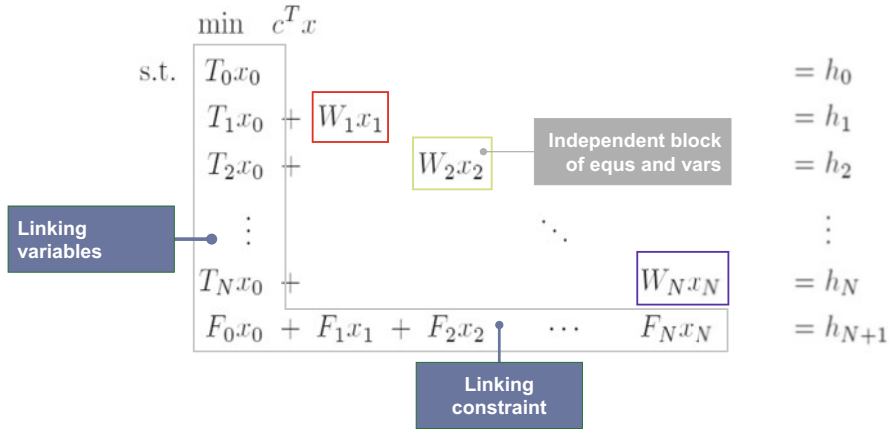 min c^T x
s.t. T_0x_0 = h_0
T_1x_0 + W_1x_1 = h_1
T_2x_0 + W_2x_2 = h_2
⋮ ⋱ ⋮
T_Nx_0 + W_Nx_N = h_N
F_0x_0 + F_1x_1 + F_2x_2 ⋯ F_Nx_N = h_{N+1}
Independent block
of equs and vars
Linking
variables
Linking
constraint